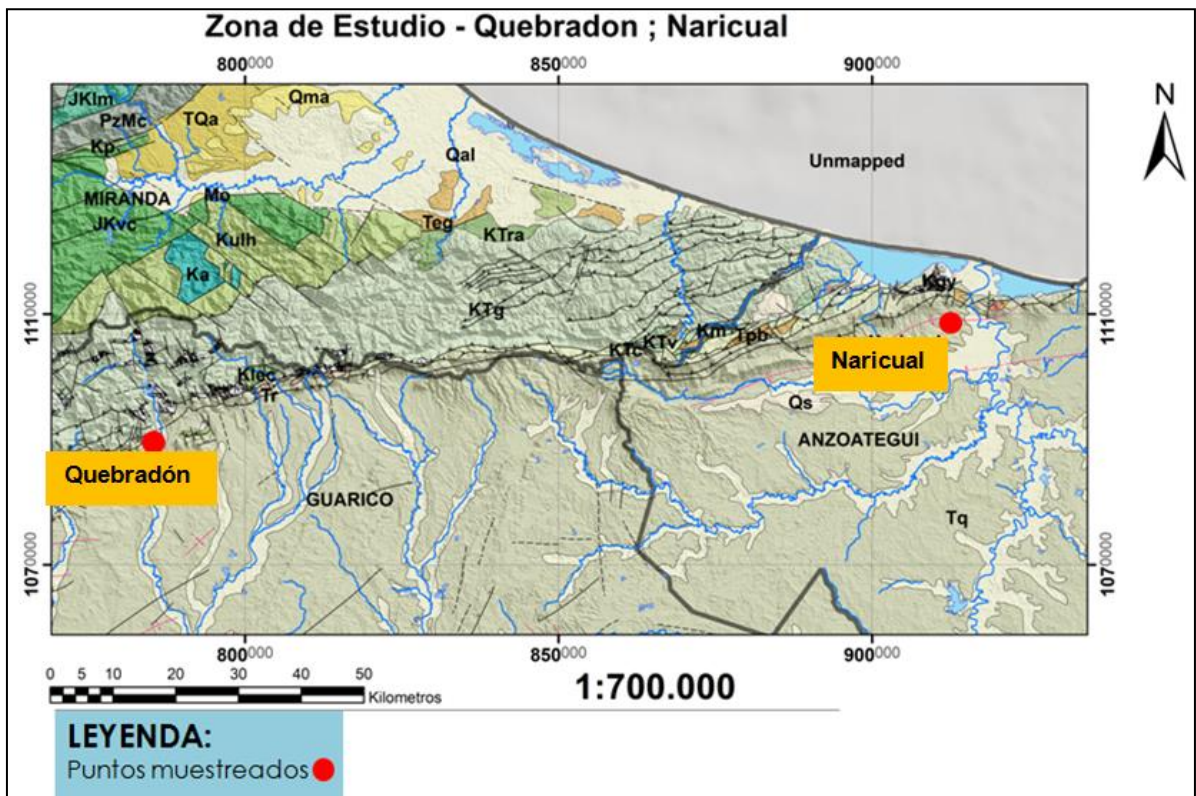 Zona de Estudio - Quebradon ; Naricual
800000 850000 900000
N
JKlm
Qma
PzMc
TQa
Kp
Qal
Unmapped
MIRANDA
Mo
JKvc
Teg
Kulh
KTra
Ka
Kgy
1110000 1110000
KTg
Km
KTv
Tpb
KTc
Naricual
Klec
Tr
Qs
ANZOATEGUI
Quebradón
GUARICO
Tq
1070000 1070000
800000 850000 900000
0 5 10 20 30 40 50
Kilometros
1:700.000
LEYENDA:
Puntos muestreados